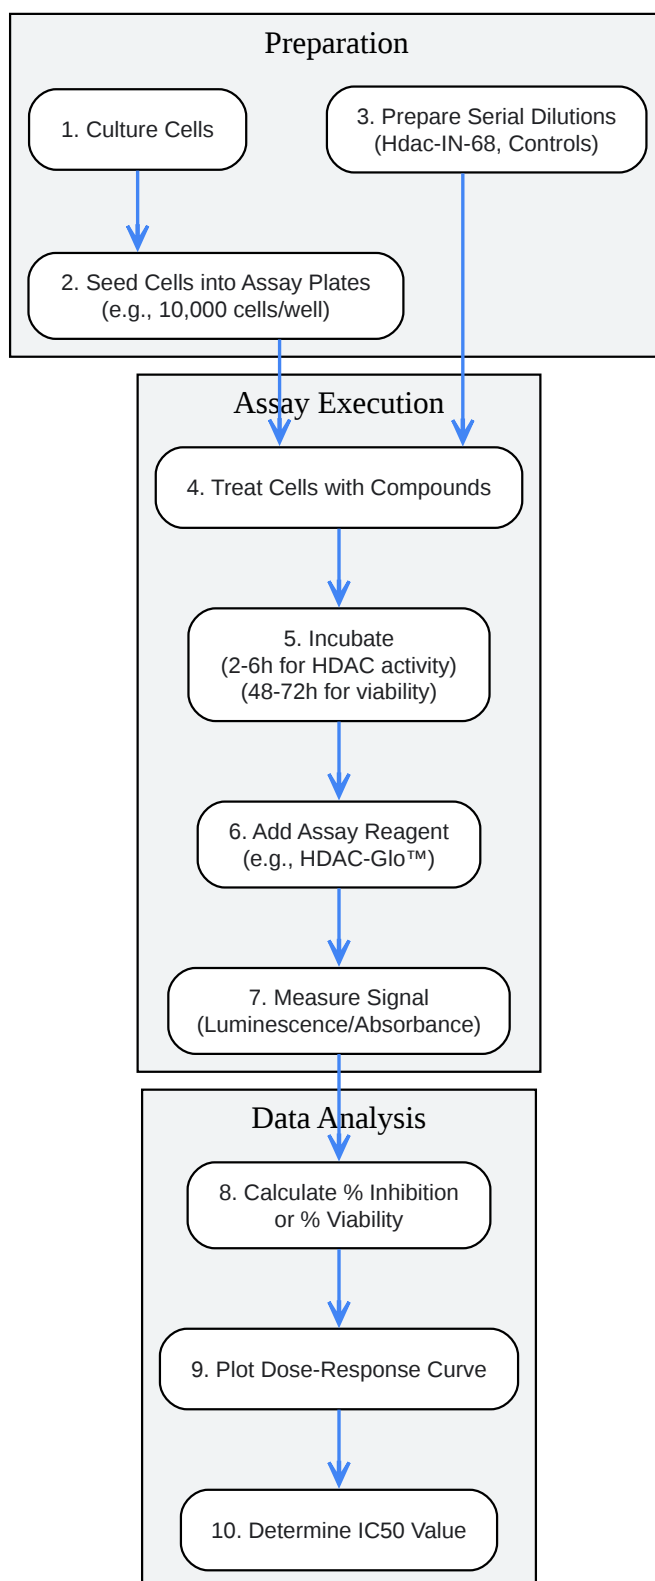 Preparation
1. Culture Cells
3. Prepare Serial Dilutions
(Hdac-IN-68, Controls)
2. Seed Cells into Assay Plates
(e.g., 10,000 cells/well)
Assay Execution
4. Treat Cells with Compounds
5. Incubate
(2-6h for HDAC activity)
(48-72h for viability)
6. Add Assay Reagent
(e.g., HDAC-Glo™)
7. Measure Signal
(Luminescence/Absorbance)
Data Analysis
8. Calculate % Inhibition
or % Viability
9. Plot Dose-Response Curve
10. Determine IC50 Value